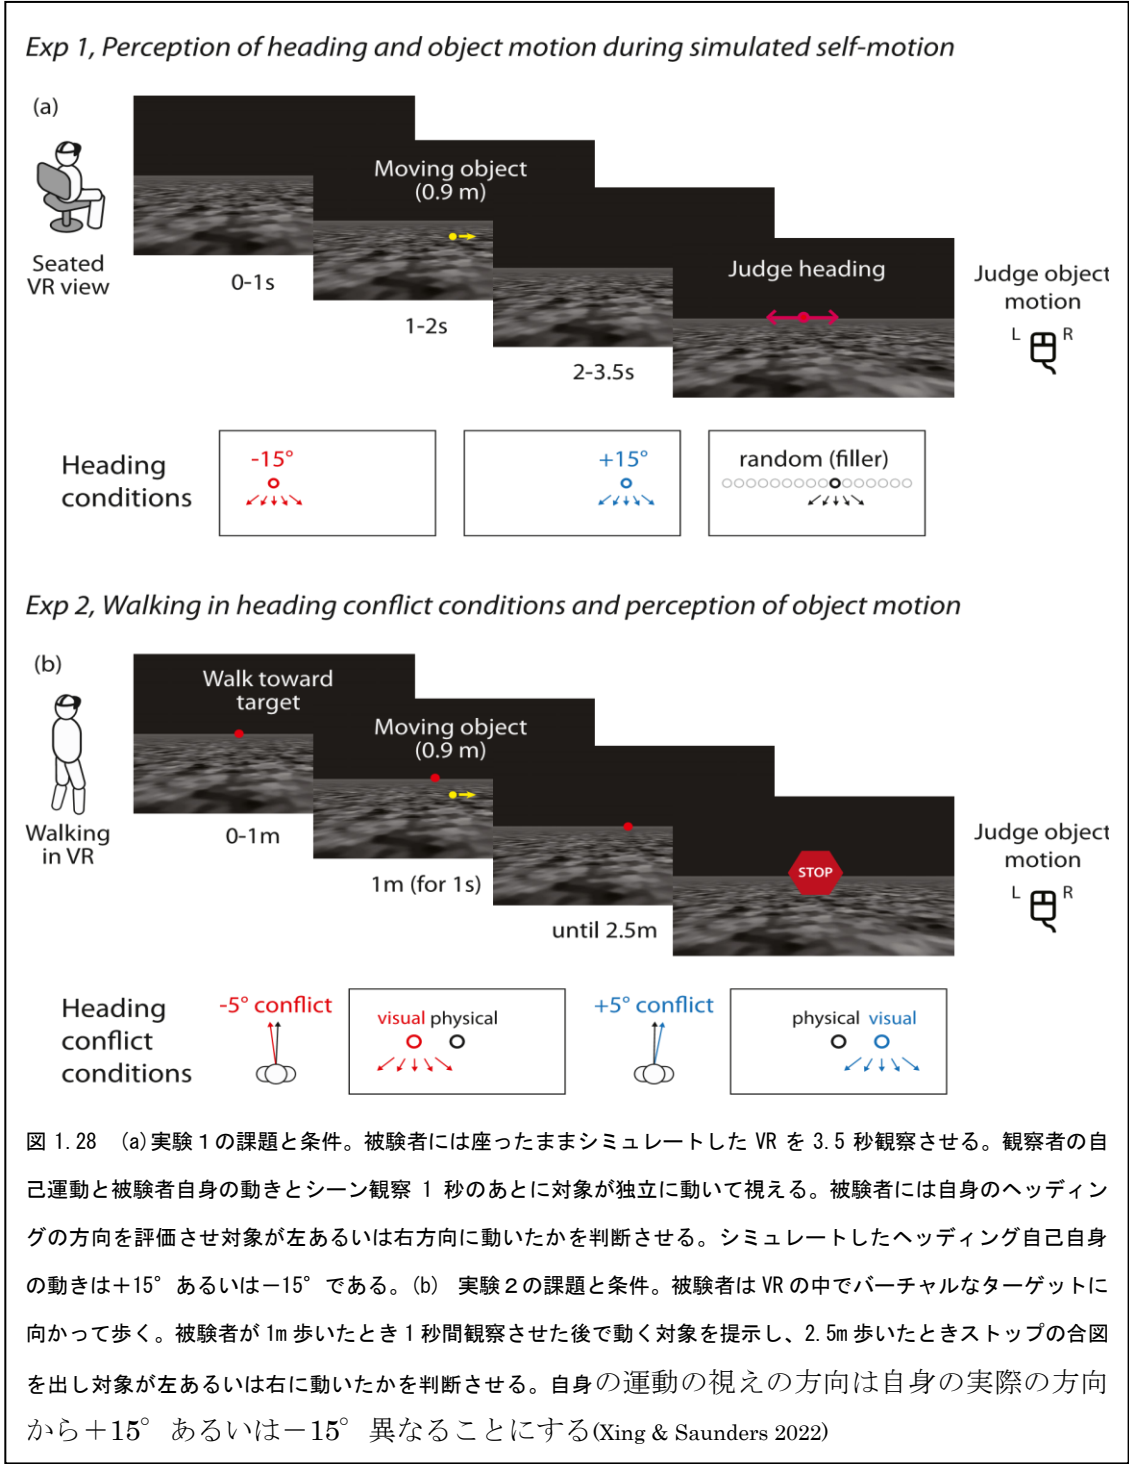 Exp 1, Perception of heading and object motion during simulated self-motion
(a)
Seated
VR view
0-1s
Moving object
(0.9 m)
1-2s
2-3.5s
Judge heading
Judge object
motion
L R
Heading
conditions
-15°
+15°
random (filler)
Exp 2, Walking in heading conflict conditions and perception of object motion
(b)
Walking
in VR
Walk toward
target
0-1m
Moving object
(0.9 m)
1m (for 1s)
until 2.5m
STOP
Judge object
motion
L R
Heading
conflict
conditions
-5° conflict
visual physical
+5° conflict
physical visual
図 1.28 (a)実験１の課題と条件。被験者には座ったままシミュレートした VR を 3.5 秒観察させる。観察者の自
己運動と被験者自身の動きとシーン観察 1 秒のあとに対象が独立に動いて視える。被験者には自身のヘッディン
グの方向を評価させ対象が左あるいは右方向に動いたかを判断させる。シミュレートしたヘッディング自己自身
の動きは＋15°あるいは－15°である。(b) 実験２の課題と条件。被験者は VR の中でバーチャルなターゲットに
向かって歩く。被験者が 1m 歩いたとき 1 秒間観察させた後で動く対象を提示し、2.5m 歩いたときストップの合図
を出し対象が左あるいは右に動いたかを判断させる。自身の運動の視えの方向は自身の実際の方向
から＋15°あるいは－15°異なることにする(Xing & Saunders 2022)